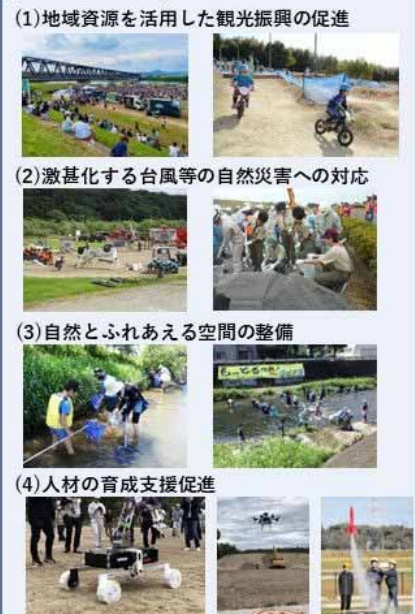 (1)地域資源を活用した観光振興の促進
(2)激甚化する台風等の自然災害への対応
(3)自然とふれあえる空間の整備
(4)人材の育成支援促進